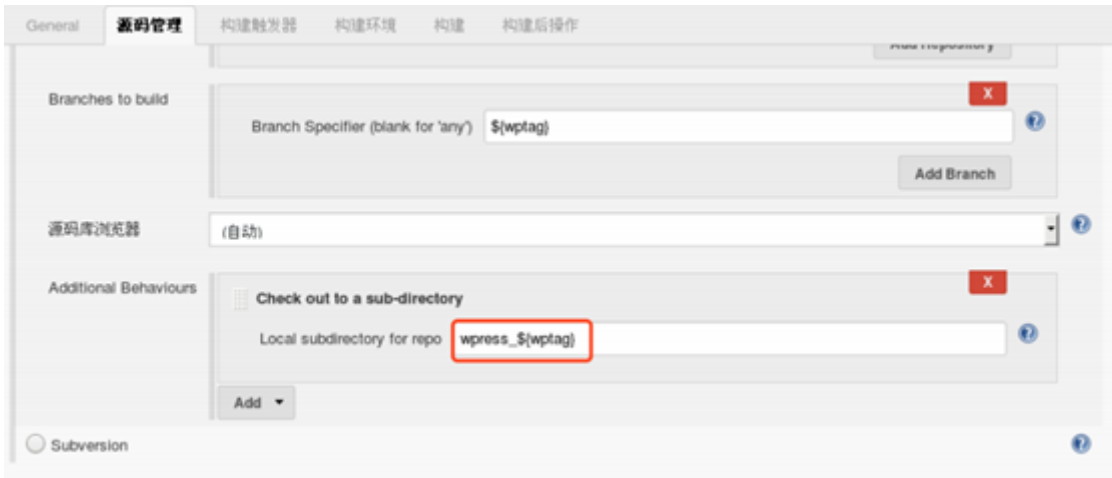 General 源码管理 构建触发器 构建环境 构建 构建后操作
Add Repository
Branches to build
X
Branch Specifier (blank for 'any') ${wptag}
Add Branch
源码库浏览器 (自动)
Additional Behaviours
X
Check out to a sub-directory
Local subdirectory for repo wpress_${wptag}
Add
Subversion